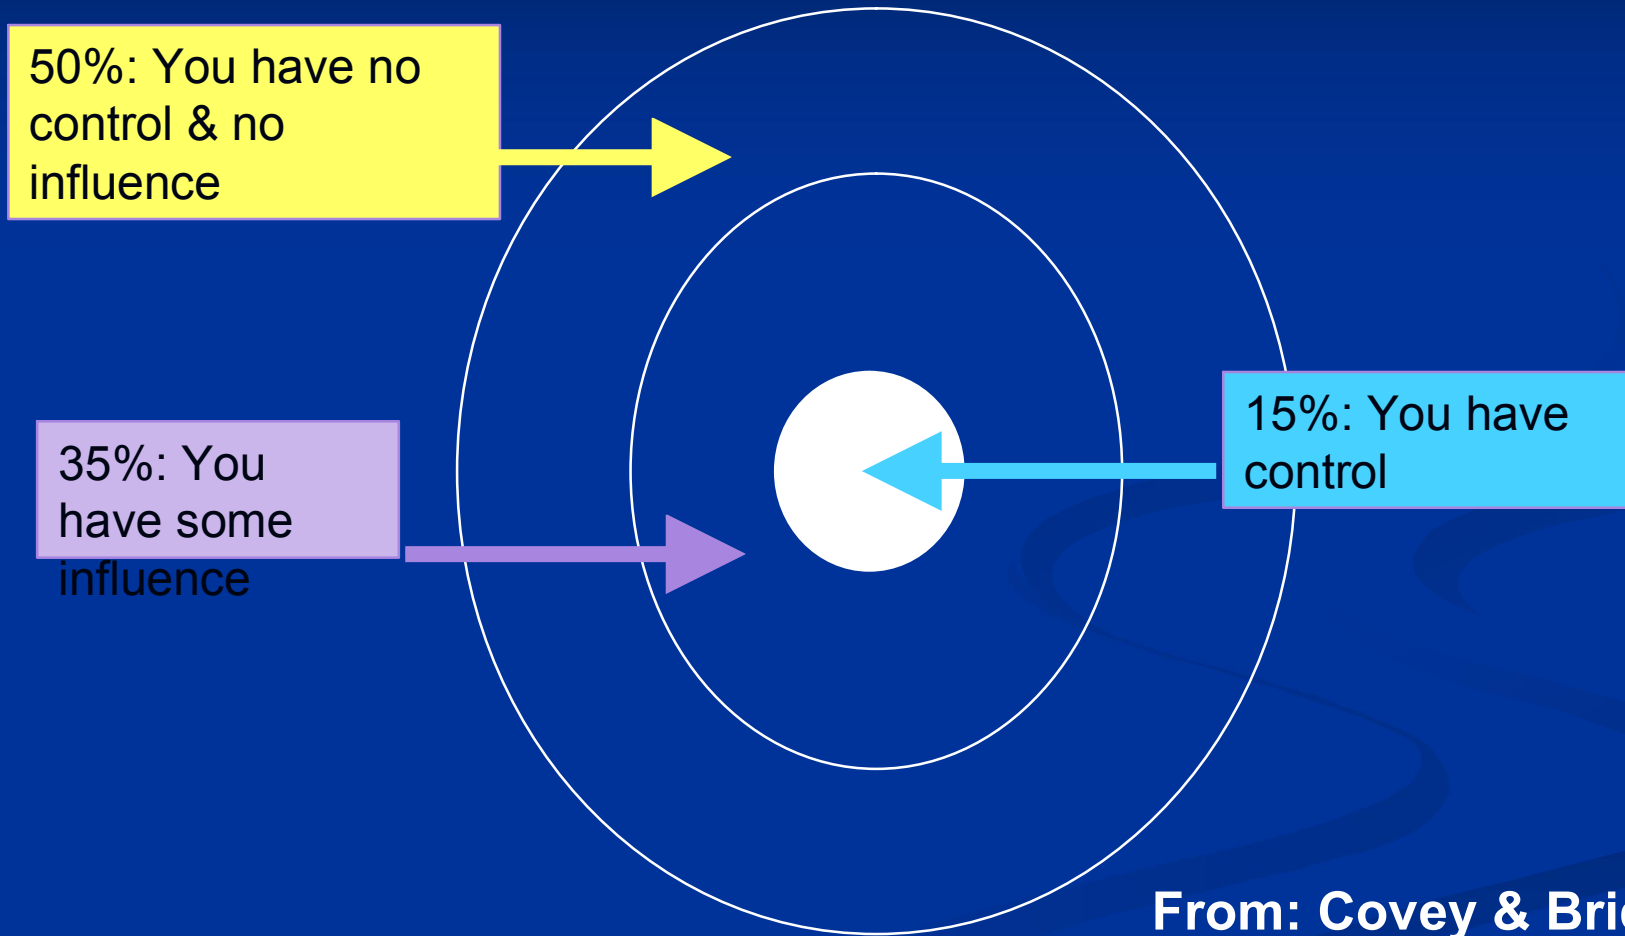 50%: You have no
control & no
influence
15%: You have
control
35%: You
have some
influence
From: Covey &